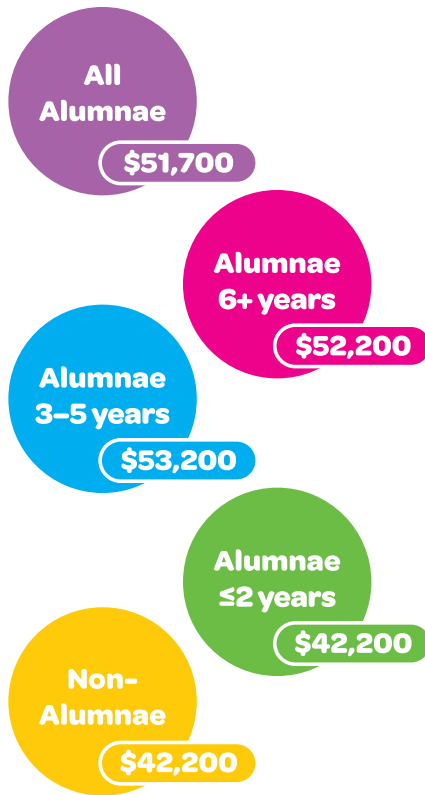 All
Alumnae
$51,700
Alumnae
6+ years
$52,200
Alumnae
3–5 years
$53,200
Alumnae
≤2 years
$42,200
Non-
Alumnae
$42,200